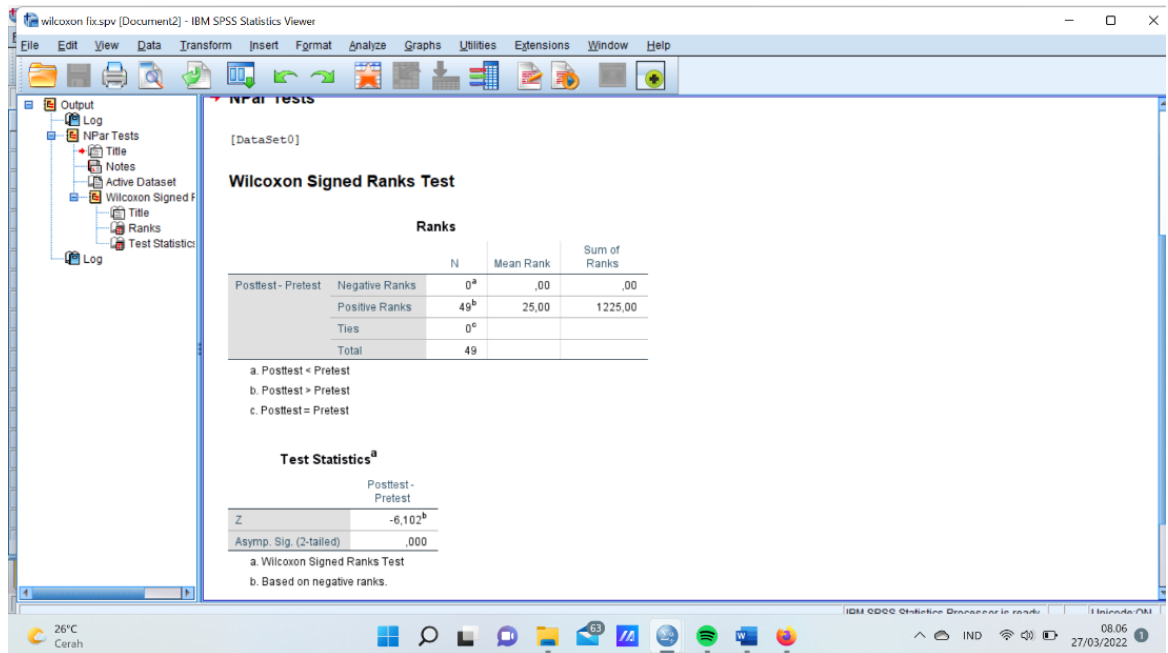 wilcoxon fix.spv [Document2] - IBM SPSS Statistics Viewer
File Edit View Data Transform Insert Format Analyze Graphs Utilities Extensions Window Help
Output
Log
NPar Tests
Title
Notes
Active Dataset
Wilcoxon Signed F
Title
Ranks
Test Statistics
Log
NPar Tests
[DataSet0]
Wilcoxon Signed Ranks Test
Ranks
N Mean Rank Sum of Ranks
Posttest - Pretest Negative Ranks 0a ,00 ,00
Positive Ranks 49b 25,00 1225,00
Ties 0c
Total 49
a. Posttest < Pretest
b. Posttest > Pretest
c. Posttest = Pretest
Test Statisticsa
Posttest - Pretest
Z -6,102b
Asymp. Sig. (2-tailed) ,000
a. Wilcoxon Signed Ranks Test
b. Based on negative ranks.
IBM SPSS Statistics Processor is ready Unicode:ON
26°C
Cerah
63
IND
08.06
27/03/2022
1